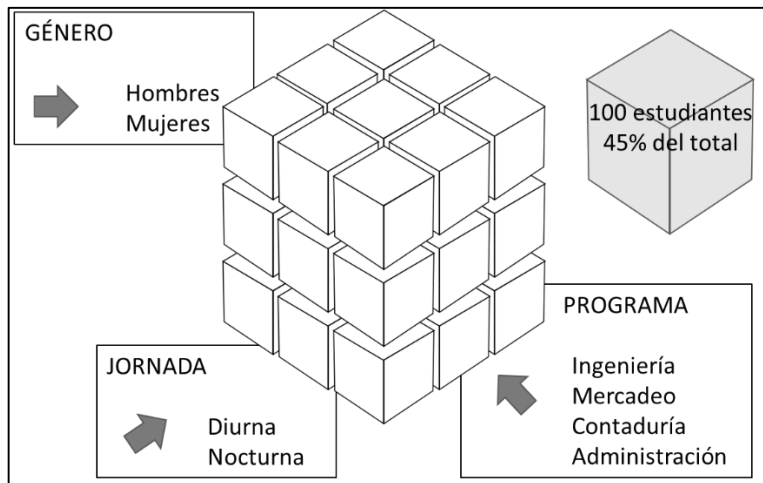 GÉNERO
Hombres
Mujeres
100 estudiantes
45% del total
JORNADA
Diurna
Nocturna
PROGRAMA
Ingeniería
Mercadeo
Contaduría
Administración